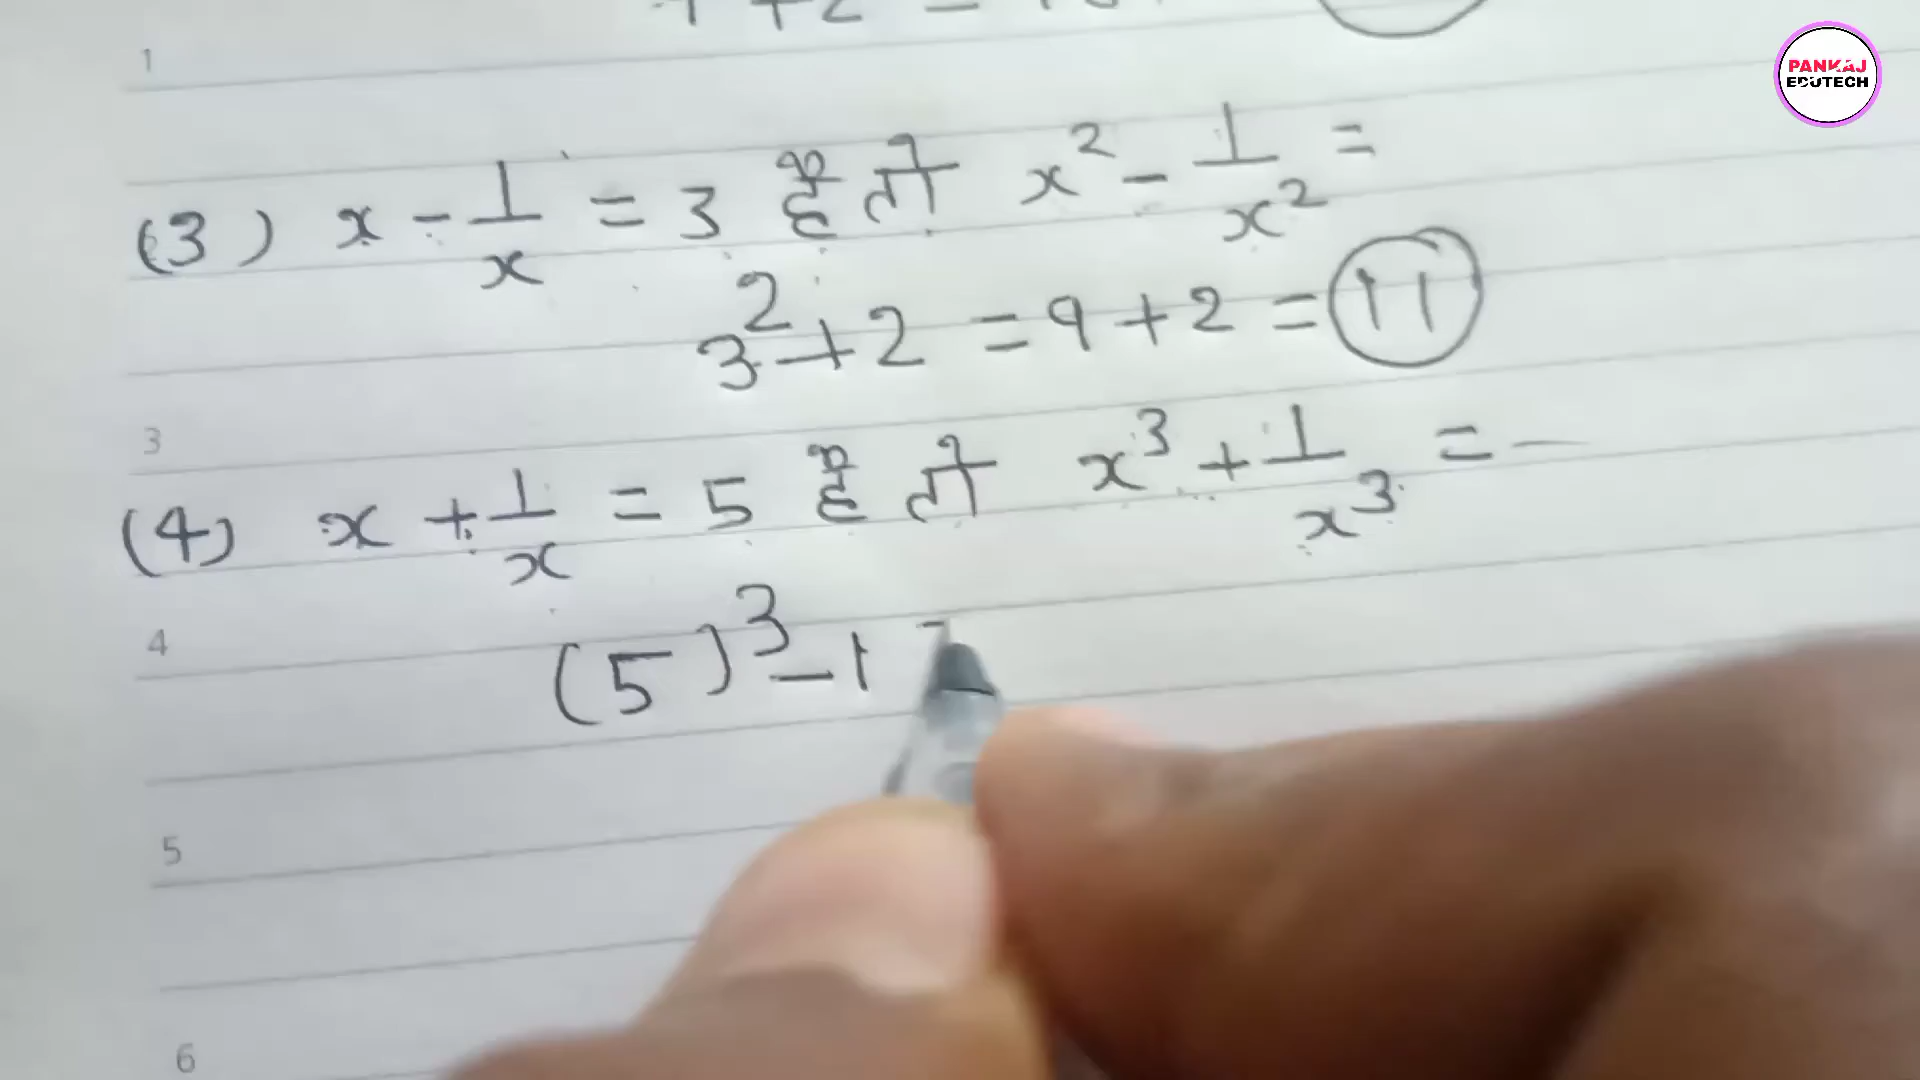 1
PANKAJ
EDUTECH
(3) x - 1/x = 3 है तो x² - 1/x² =
3² + 2 = 9 + 2 = 11
3
(4) x + 1/x = 5 हैं तो x³ + 1/x³ = —
4
(5)³ - 1
5
6